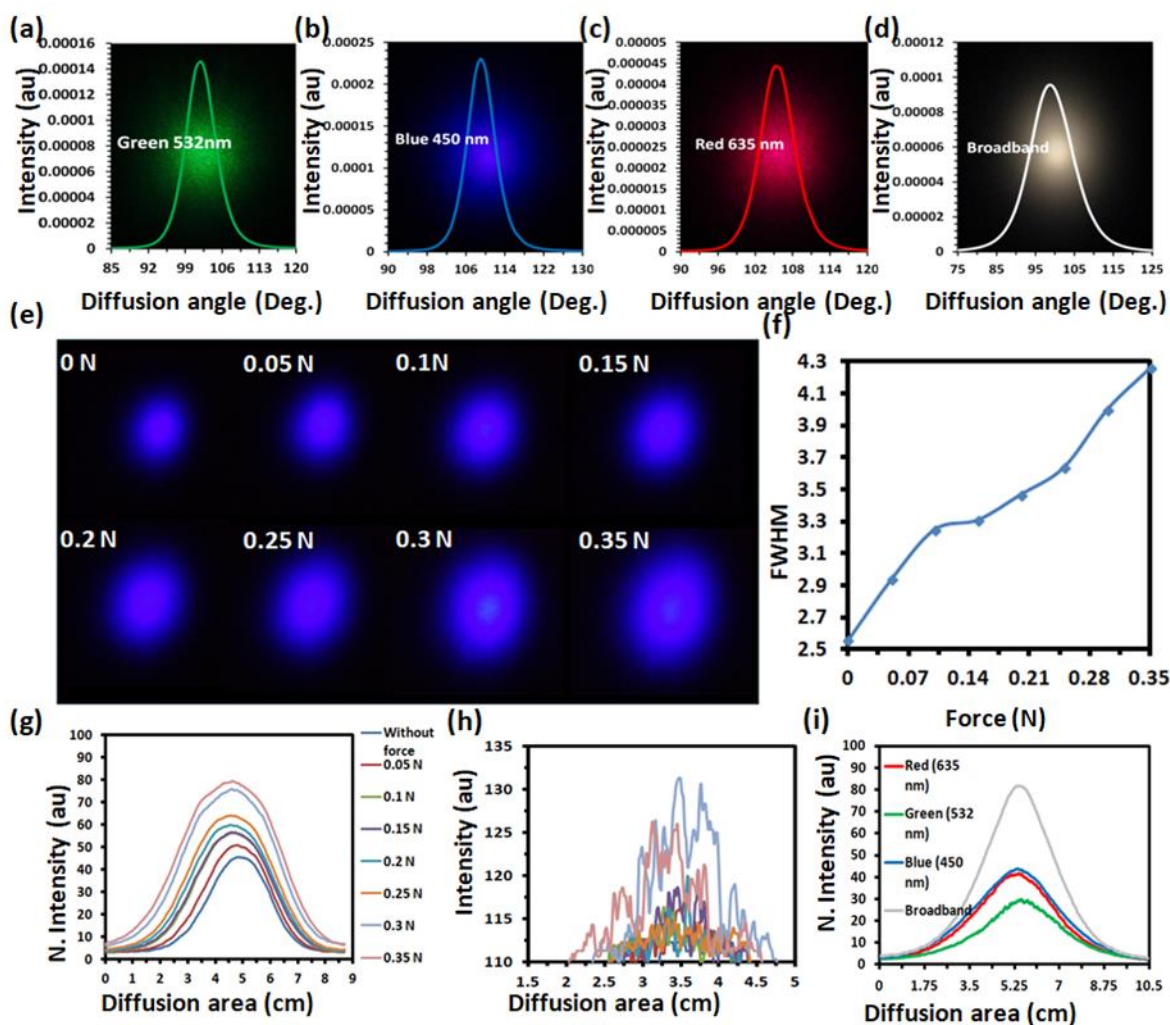 (a)
0.00016
0.00014
0.00012
0.0001
0.00008
0.00006
0.00004
0.00002
0
Intensity (au)
Green 532nm
85 92 99 106 113 120
Diffusion angle (Deg.)
(b)
0.00025
0.0002
0.00015
0.0001
0.00005
0
Intensity (au)
Blue 450 nm
90 98 106 114 122 130
Diffusion angle (Deg.)
(c)
0.00005
0.000045
0.00004
0.000035
0.00003
0.000025
0.00002
0.000015
0.00001
0.000005
0
Intensity (au)
Red 635 nm
90 96 102 108 114 120
Diffusion angle (Deg.)
(d)
0.00012
0.0001
0.00008
0.00006
0.00004
0.00002
0
Intensity (au)
Broadband
75 85 95 105 115 125
Diffusion angle (Deg.)
(e)
0 N
0.05 N
0.1N
0.15 N
0.2 N
0.25 N
0.3 N
0.35 N
(f)
4.3
4.1
3.9
3.7
3.5
3.3
3.1
2.9
2.7
2.5
FWHM
0 0.07 0.14 0.21 0.28 0.35
Force (N)
(g)
100
90
80
70
60
50
40
30
20
10
0
N. Intensity (au)
0 1 2 3 4 5 6 7 8 9
Diffusion area (cm)
Without
force
0.05 N
0.1 N
0.15 N
0.2 N
0.25 N
0.3 N
0.35 N
(h)
135
130
125
120
115
110
Intensity (au)
1.5 2 2.5 3 3.5 4 4.5 5
Diffusion area (cm)
(i)
100
90
80
70
60
50
40
30
20
10
0
N. Intensity (au)
Red (635
nm)
Green (532
nm)
Blue (450
nm)
Broadband
0 1.75 3.5 5.25 7 8.75 10.5
Diffusion area (cm)